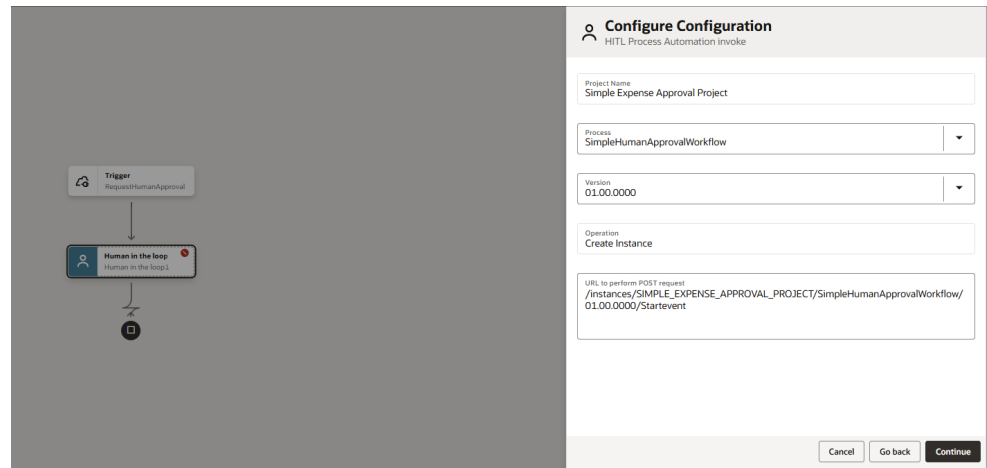 Configure Configuration
HITL Process Automation invoke
Project Name
Simple Expense Approval Project
Process
SimpleHumanApprovalWorkflow
Version
01.00.0000
Operation
Create Instance
URL to perform POST request
/instances/SIMPLE_EXPENSE_APPROVAL_PROJECT/SimpleHumanApprovalWorkflow/
01.00.0000/Startevent
Trigger
RequestHumanApproval
Human in the loop
Human in the loop1
Cancel
Go back
Continue